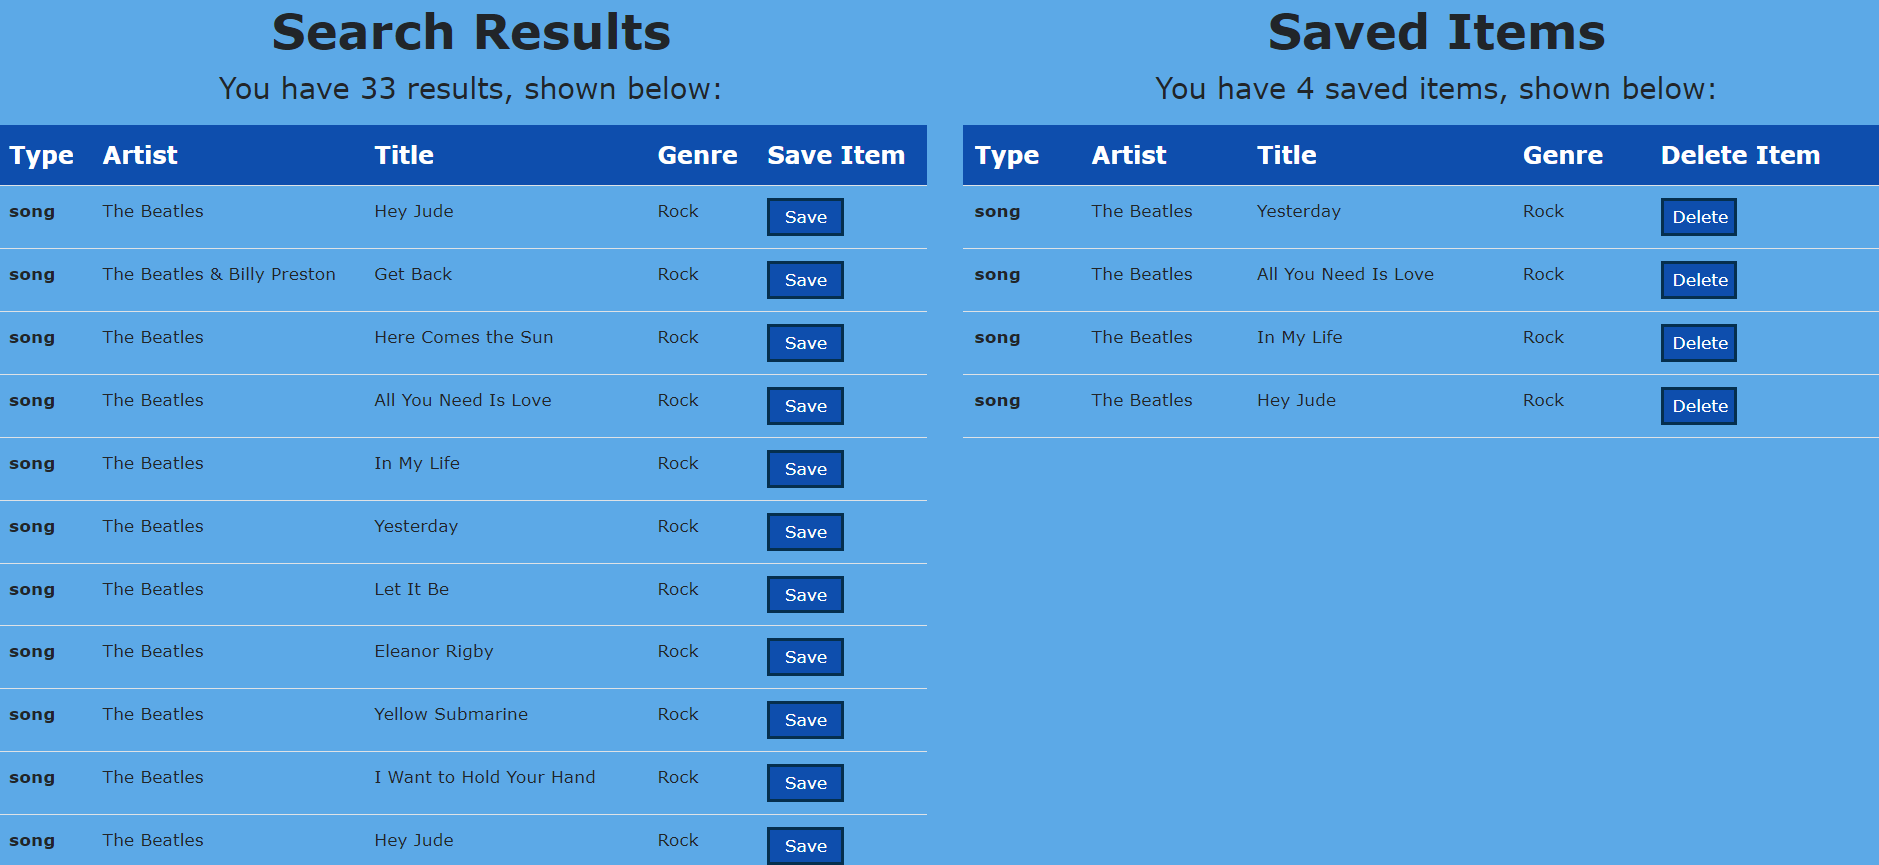 Search Results
You have 33 results, shown below:
Type Artist Title Genre Save Item
song The Beatles Hey Jude Rock Save
song The Beatles & Billy Preston Get Back Rock Save
song The Beatles Here Comes the Sun Rock Save
song The Beatles All You Need Is Love Rock Save
song The Beatles In My Life Rock Save
song The Beatles Yesterday Rock Save
song The Beatles Let It Be Rock Save
song The Beatles Eleanor Rigby Rock Save
song The Beatles Yellow Submarine Rock Save
song The Beatles I Want to Hold Your Hand Rock Save
song The Beatles Hey Jude Rock Save
Saved Items
You have 4 saved items, shown below:
Type Artist Title Genre Delete Item
song The Beatles Yesterday Rock Delete
song The Beatles All You Need Is Love Rock Delete
song The Beatles In My Life Rock Delete
song The Beatles Hey Jude Rock Delete